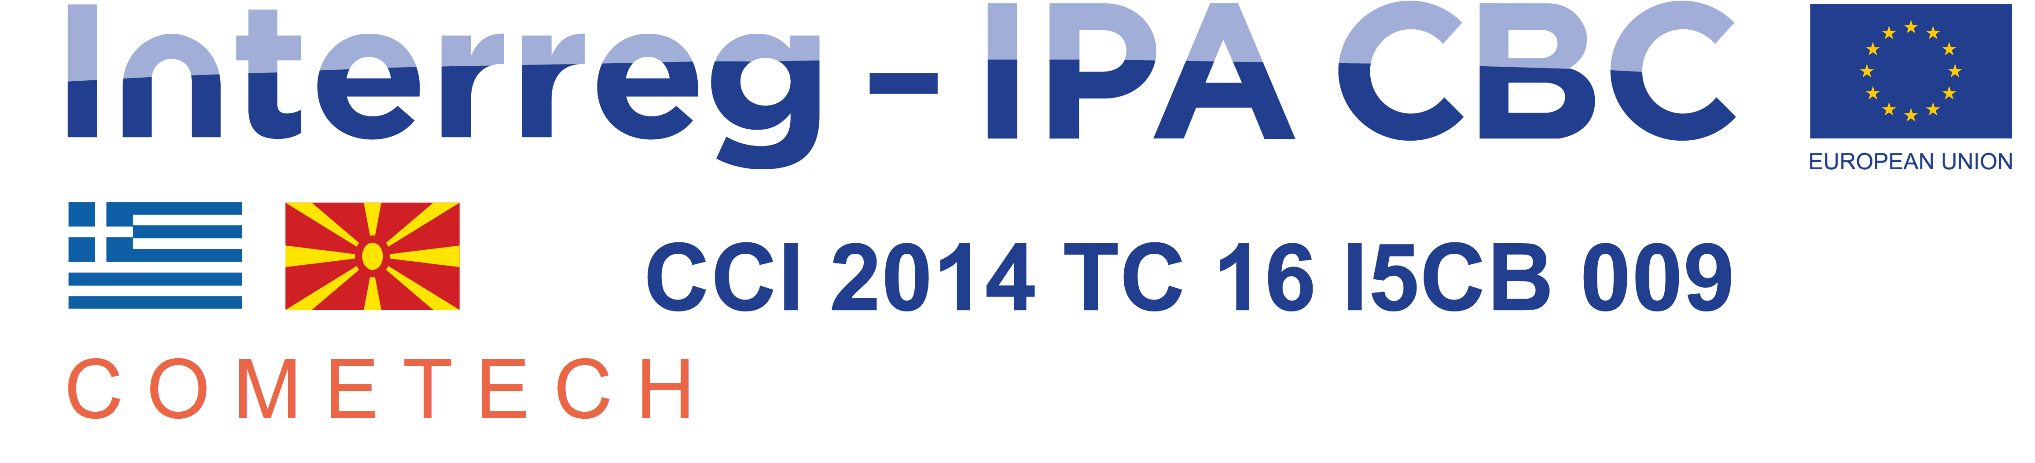 Interreg - IPA CBC
EUROPEAN UNION
CCI 2014 TC 16 I5CB 009
COMETECH